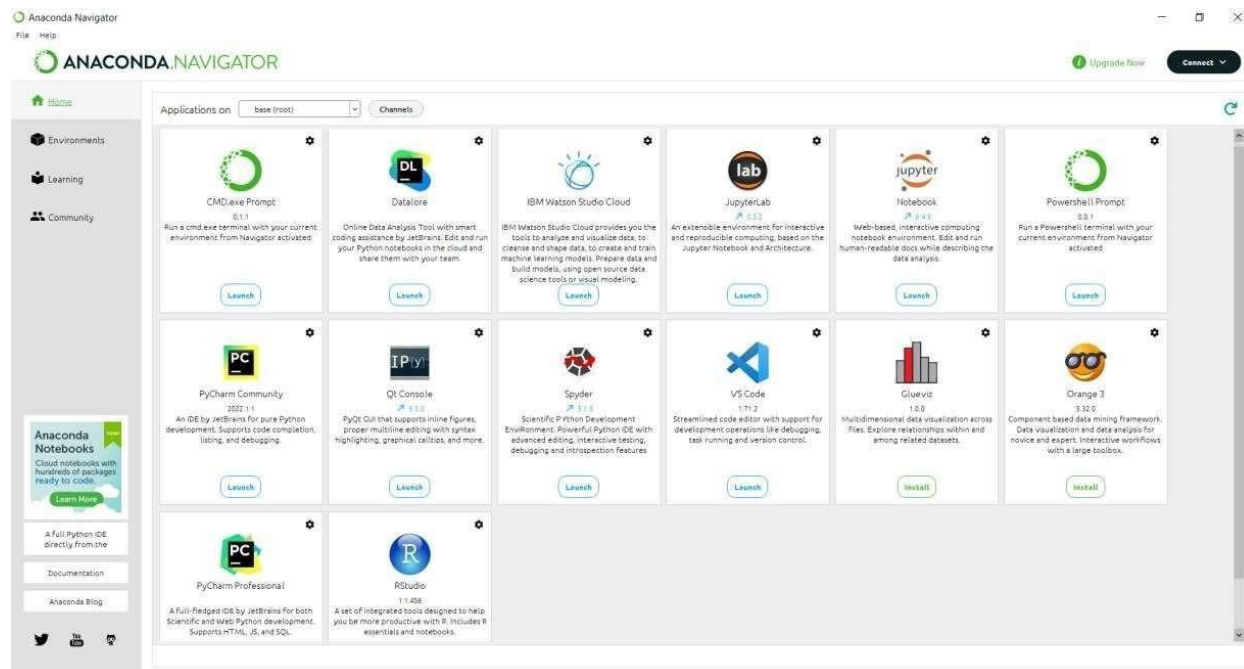 Anaconda Navigator
File Help
ANACONDA.NAVIGATOR
Upgrade Now
Connect
Home
Environments
Learning
Community
Applications on
base (root)
Channels
CMD.exe Prompt
0.1.1
Run a cmd.exe terminal with your current
environment from Navigator activated
Launch
DL
Datalore
Online Data Analysis Tool with smart
coding assistance by JetBrains. Edit and run
your Python notebooks in the cloud and
share them with your team.
Launch
IBM Watson Studio Cloud
IBM Watson Studio Cloud provides you the
tools to analyze and visualize data, to
cleanse and shape data, to create and train
machine learning models. Prepare data and
build models, using open source data
science tools or visual modeling.
Launch
lab
JupyterLab
An extensible environment for interactive
and reproducible computing, based on the
Jupyter Notebook and Architecture.
Launch
jupyter
Notebook
Web-based, interactive computing
notebook environment. Edit and run
human-readable docs while describing the
data analysis.
Launch
Powershell Prompt
0.0.1
Run a Powershell terminal with your
current environment from Navigator
activated
Launch
PC
PyCharm Community
2022.1.1
An IDE by JetBrains for pure Python
development. Supports code completion,
listing, and debugging.
Launch
IP[y]:
Qt Console
PyQt GUI that supports inline figures,
proper multiline editing with syntax
highlighting, graphical calltips, and more.
Launch
Spyder
Scientific PYthon Development
EnviRonment. Powerful Python IDE with
advanced editing, interactive testing,
debugging and introspection features
Launch
VS Code
1.71.2
Streamlined code editor with support for
development operations like debugging,
task running and version control.
Launch
Glueviz
1.0.0
Multidimensional data visualization across
files. Explore relationships within and
among related datasets.
Install
Orange 3
3.32.0
Component based data mining framework.
Data visualization and data analysis for
novice and expert. Interactive workflows
with a large toolbox.
Install
PC
PyCharm Professional
A full-fledged IDE by JetBrains for both
Scientific and Web Python development.
Supports HTML, JS, and SQL.
R
RStudio
1.1.456
A set of integrated tools designed to help
you be more productive with R. Includes R
essentials and notebooks.
Anaconda
Notebooks
Cloud notebooks with
hundreds of packages
ready to code.
Learn More
A full Python IDE
directly from the
Documentation
Anaconda Blog
You
Tube